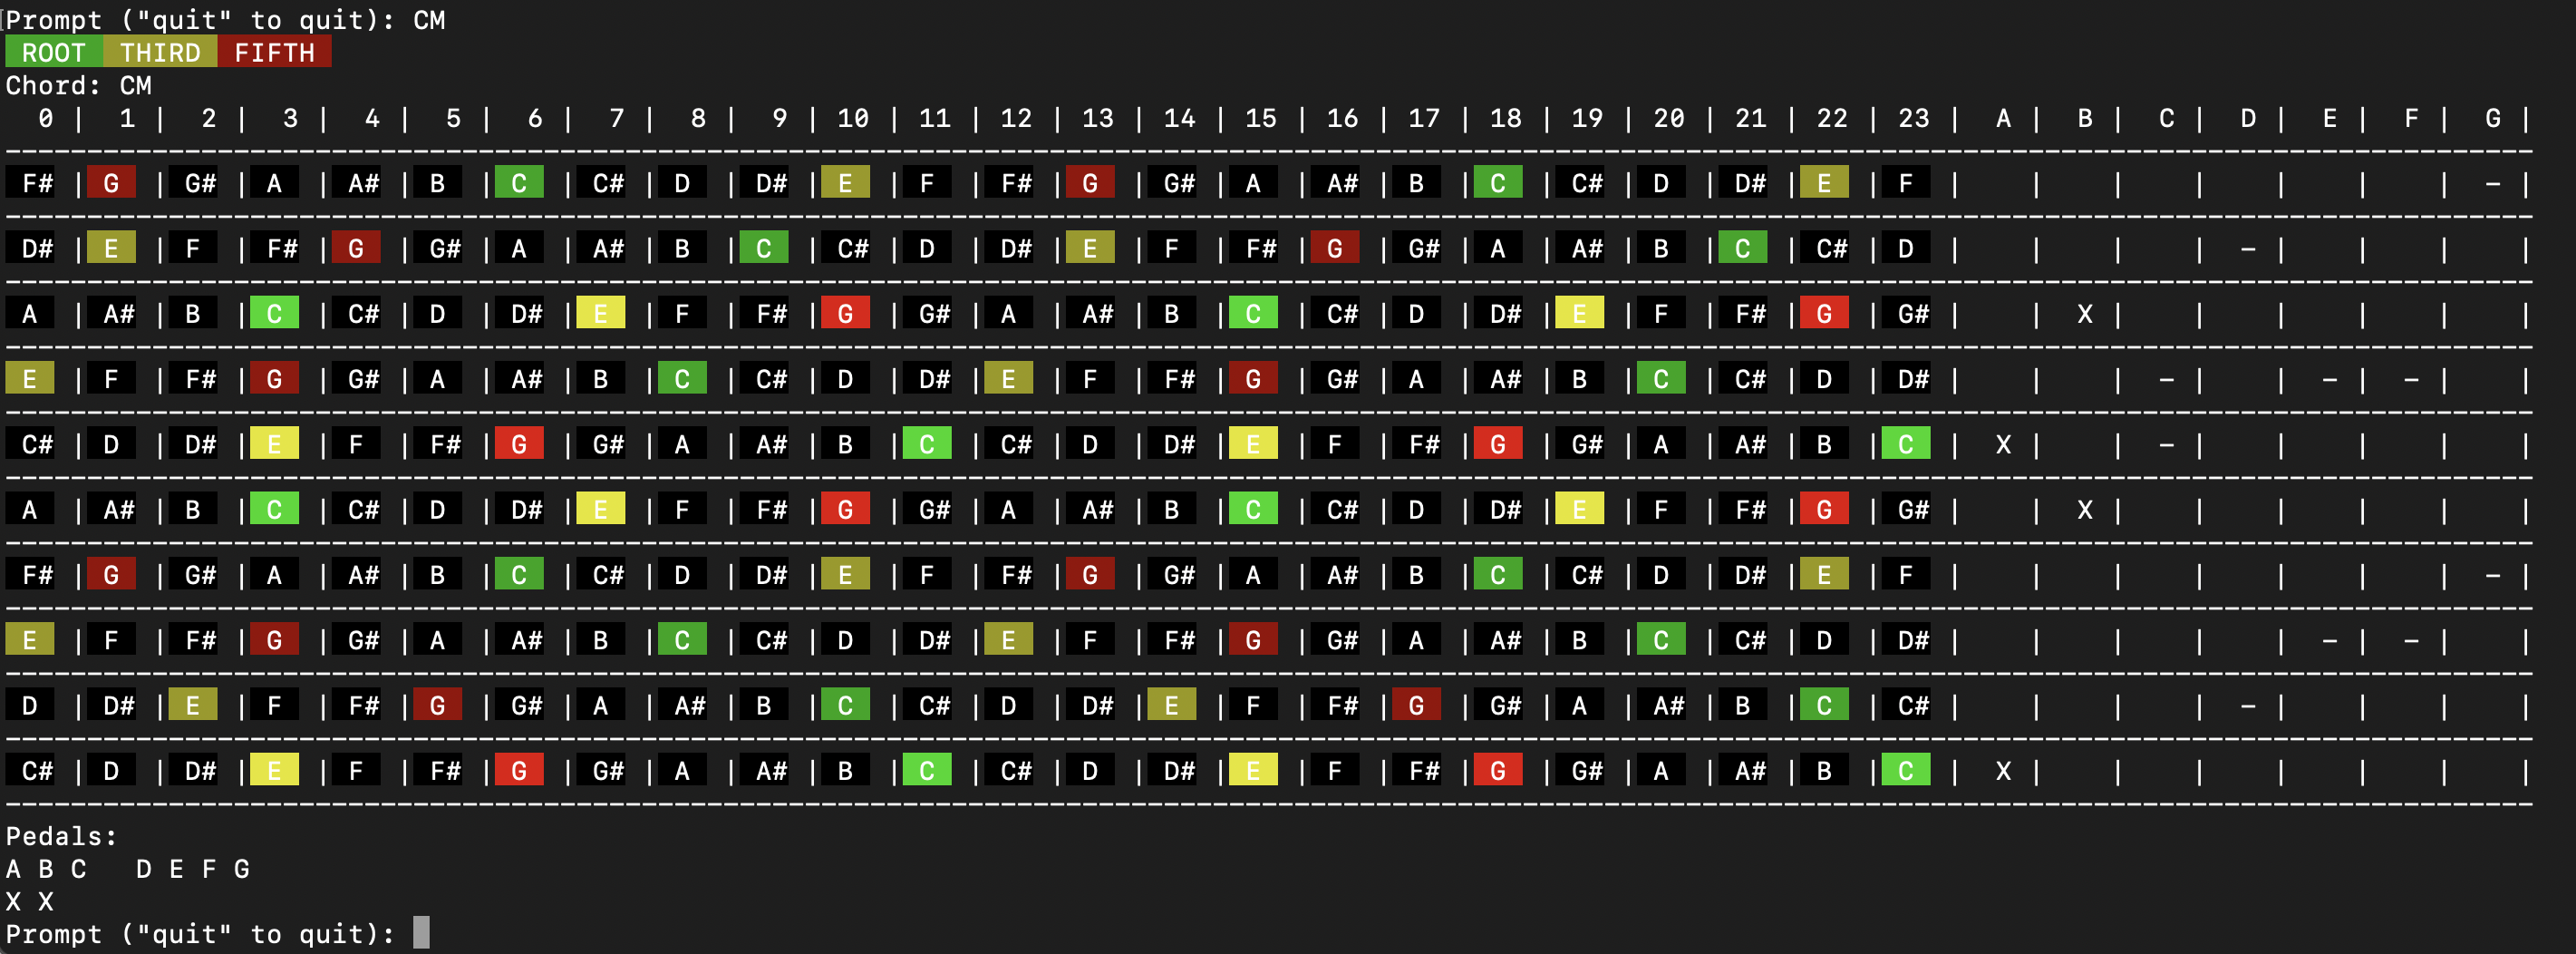 Prompt ("quit" to quit): CM
ROOT THIRD FIFTH
Chord: CM
0 | 1 | 2 | 3 | 4 | 5 | 6 | 7 | 8 | 9 | 10 | 11 | 12 | 13 | 14 | 15 | 16 | 17 | 18 | 19 | 20 | 21 | 22 | 23 | A | B | C | D | E | F | G |
F# | G | G# | A | A# | B | C | C# | D | D# | E | F | F# | G | G# | A | A# | B | C | C# | D | D# | E | F | | | | | | | – |
D# | E | F | F# | G | G# | A | A# | B | C | C# | D | D# | E | F | F# | G | G# | A | A# | B | C | C# | D | | | | – | | | |
A | A# | B | C | C# | D | D# | E | F | F# | G | G# | A | A# | B | C | C# | D | D# | E | F | F# | G | G# | | X | | | | | |
E | F | F# | G | G# | A | A# | B | C | C# | D | D# | E | F | F# | G | G# | A | A# | B | C | C# | D | D# | | | – | | – | – | |
C# | D | D# | E | F | F# | G | G# | A | A# | B | C | C# | D | D# | E | F | F# | G | G# | A | A# | B | C | X | | – | | | | |
A | A# | B | C | C# | D | D# | E | F | F# | G | G# | A | A# | B | C | C# | D | D# | E | F | F# | G | G# | | X | | | | | |
F# | G | G# | A | A# | B | C | C# | D | D# | E | F | F# | G | G# | A | A# | B | C | C# | D | D# | E | F | | | | | | | – |
E | F | F# | G | G# | A | A# | B | C | C# | D | D# | E | F | F# | G | G# | A | A# | B | C | C# | D | D# | | | | | – | – | |
D | D# | E | F | F# | G | G# | A | A# | B | C | C# | D | D# | E | F | F# | G | G# | A | A# | B | C | C# | | | | – | | | |
C# | D | D# | E | F | F# | G | G# | A | A# | B | C | C# | D | D# | E | F | F# | G | G# | A | A# | B | C | X | | | | | | |
Pedals:
A B C   D E F G
X X
Prompt ("quit" to quit):